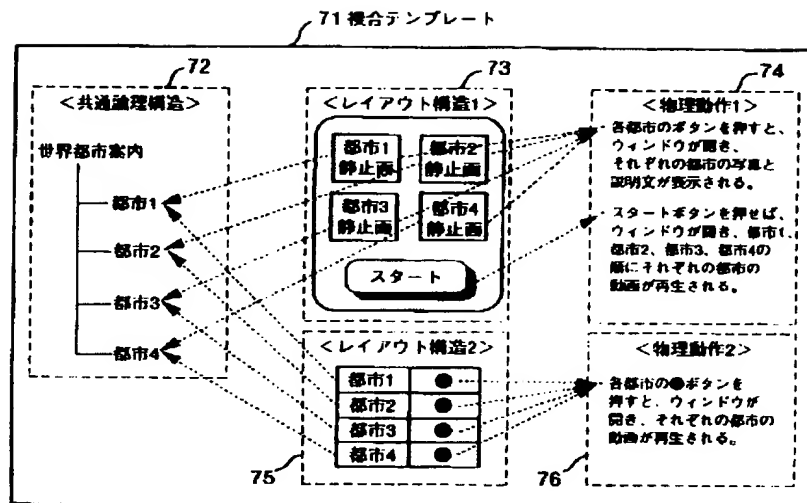 71 複合テンプレート
72
<共通論理構造>
世界都市案内
都市1
都市2
都市3
都市4
73
<レイアウト構造1>
都市1
静止画
都市2
静止画
都市3
静止画
都市4
静止画
スタート
74
<物理動作1>
各都市のボタンを押すと、
ウィンドウが開き、
それぞれの都市の写真と
説明文が表示される。
スタートボタンを押せば、
ウィンドウが開き、都市1、
都市2、都市3、都市4の
順にそれぞれの都市の
動画が再生される。
<レイアウト構造2>
都市1 ●
都市2 ●
都市3 ●
都市4 ●
75
<物理動作2>
各都市の●ボタンを
押すと、ウィンドウが
開き、それぞれの都市の
動画が再生される。
76